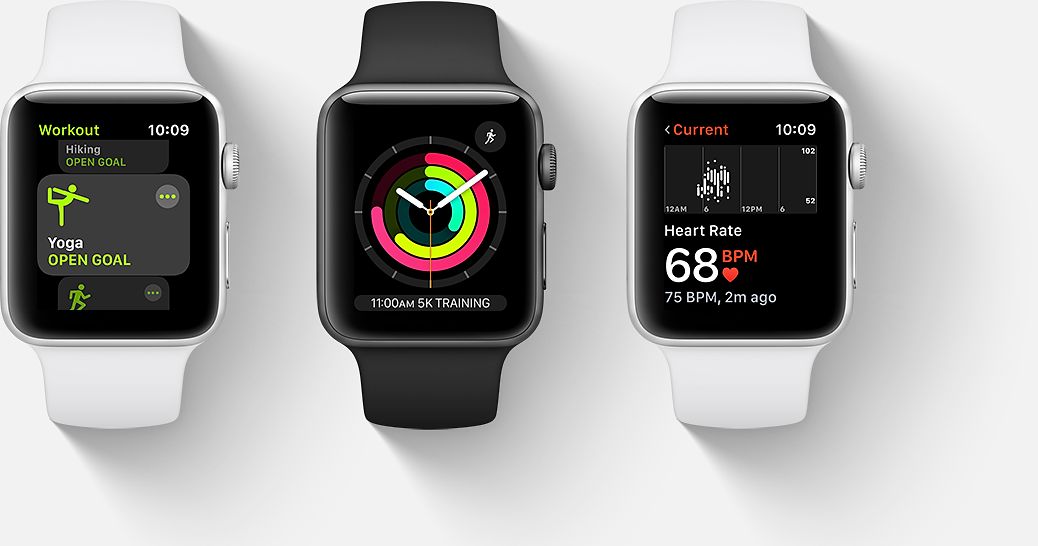 Workout 10:09
Hiking
OPEN GOAL
Yoga
OPEN GOAL
11:00AM 5K TRAINING
‹Current 10:09
102
52
12AM 6 12PM 6
Heart Rate
68 BPM
75 BPM, 2m ago